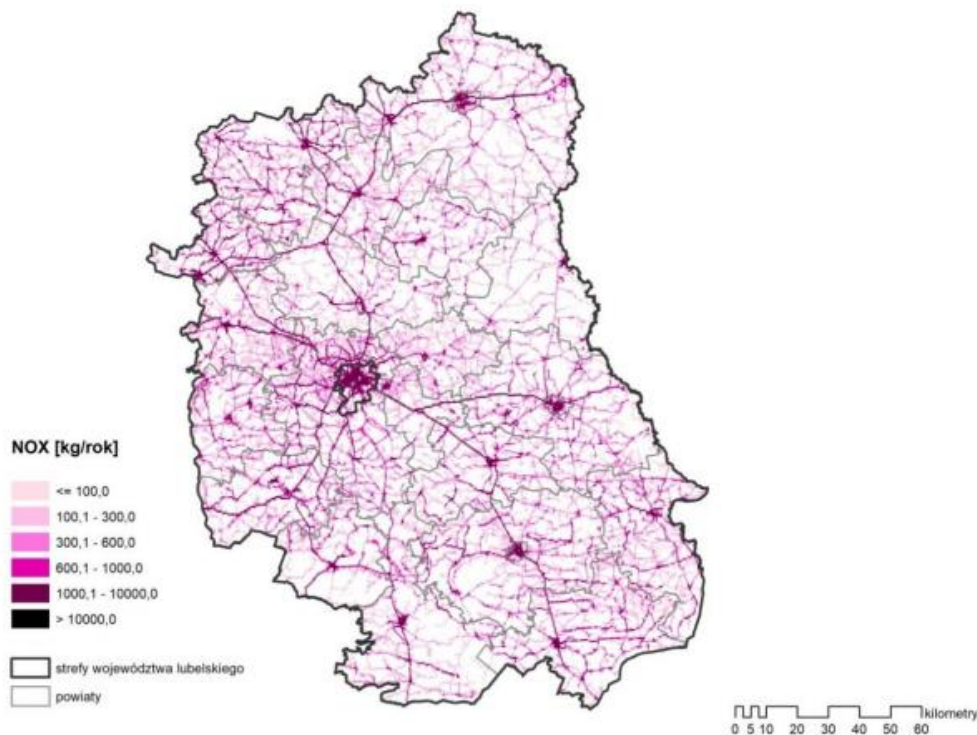 NOX [kg/rok]
<= 100,0
100,1 - 300,0
300,1 - 600,0
600,1 - 1000,0
1000,1 - 10000,0
> 10000,0
strefy województwa lubelskiego
powiaty
kilometry
0 5 10 20 30 40 50 60